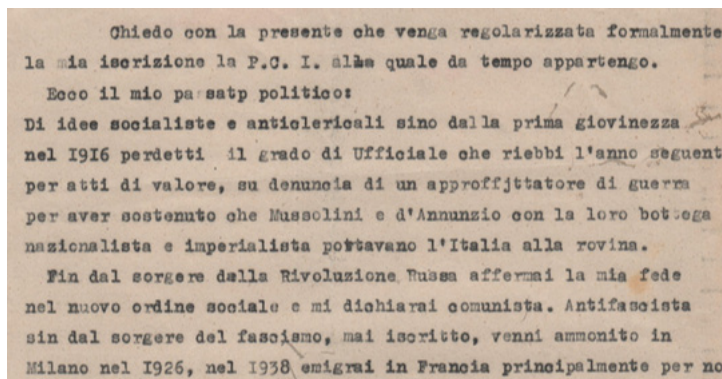 Chiedo con la presente che venga regolarizzata formalmente
la mia iscrizione la P.C. I. alla quale da tempo appartengo.
Ecco il mio passatp politico:
Di idee socialiste e anticlericali sino dalla prima giovinezza
nel I9I6 perdetti il grado di Ufficiale che riebbi l'anno seguent
per atti di valore, su denuncia di un approffjttatore di guerra
per aver sostenuto che Mussolini e d'Annunzio con la loro bottega
nazionalista e imperialista portavano l'Italia alla rovina.
Fin dal sorgere della Rivoluzione Russa affermai la mia fede
nel nuovo ordine sociale e mi dichiarai comunista. Antifascista
sin dal sorgere del fascismo, mai iscritto, venni ammonito in
Milano nel I926, nel I938 emigrai in Francia principalmente per no